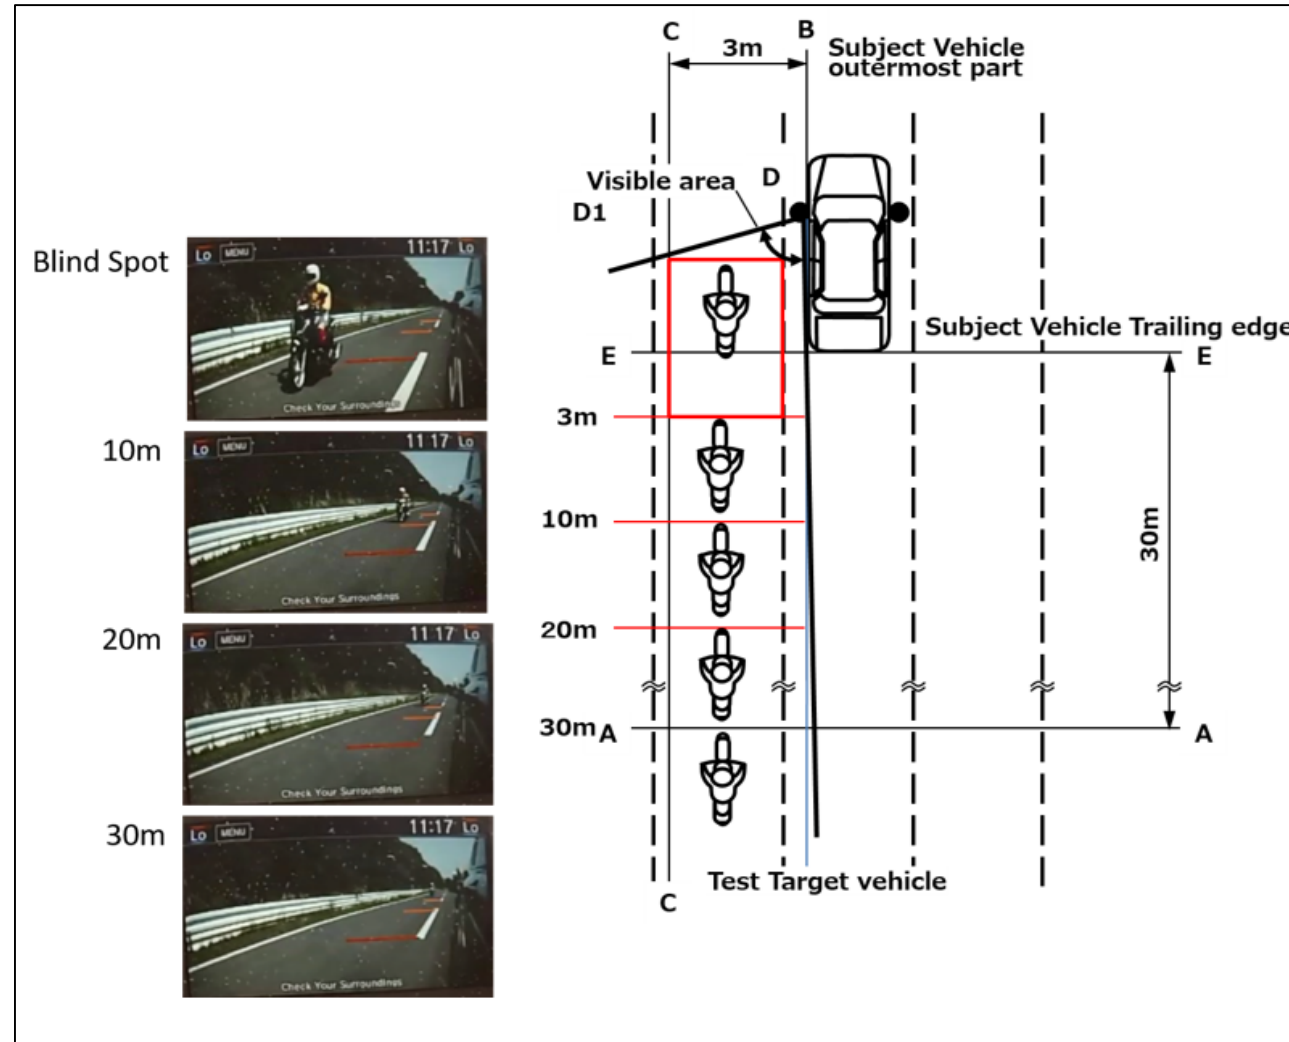 C
B
3m
Subject Vehicle
outermost part
Visible area
D
D1
Blind Spot
Lo MENU 11:17 Lo
Check Your Surroundings
E
Subject Vehicle Trailing edge
E
3m
10m
Lo MENU 11 17 Lo
Check Your Surroundings
10m
30m
20m
Lo MENU 11 17 Lo
Check Your Surroundings
20m
30m A
A
30m
Lo MENU 11:17 Lo
Check Your Surroundings
Test Target vehicle
C